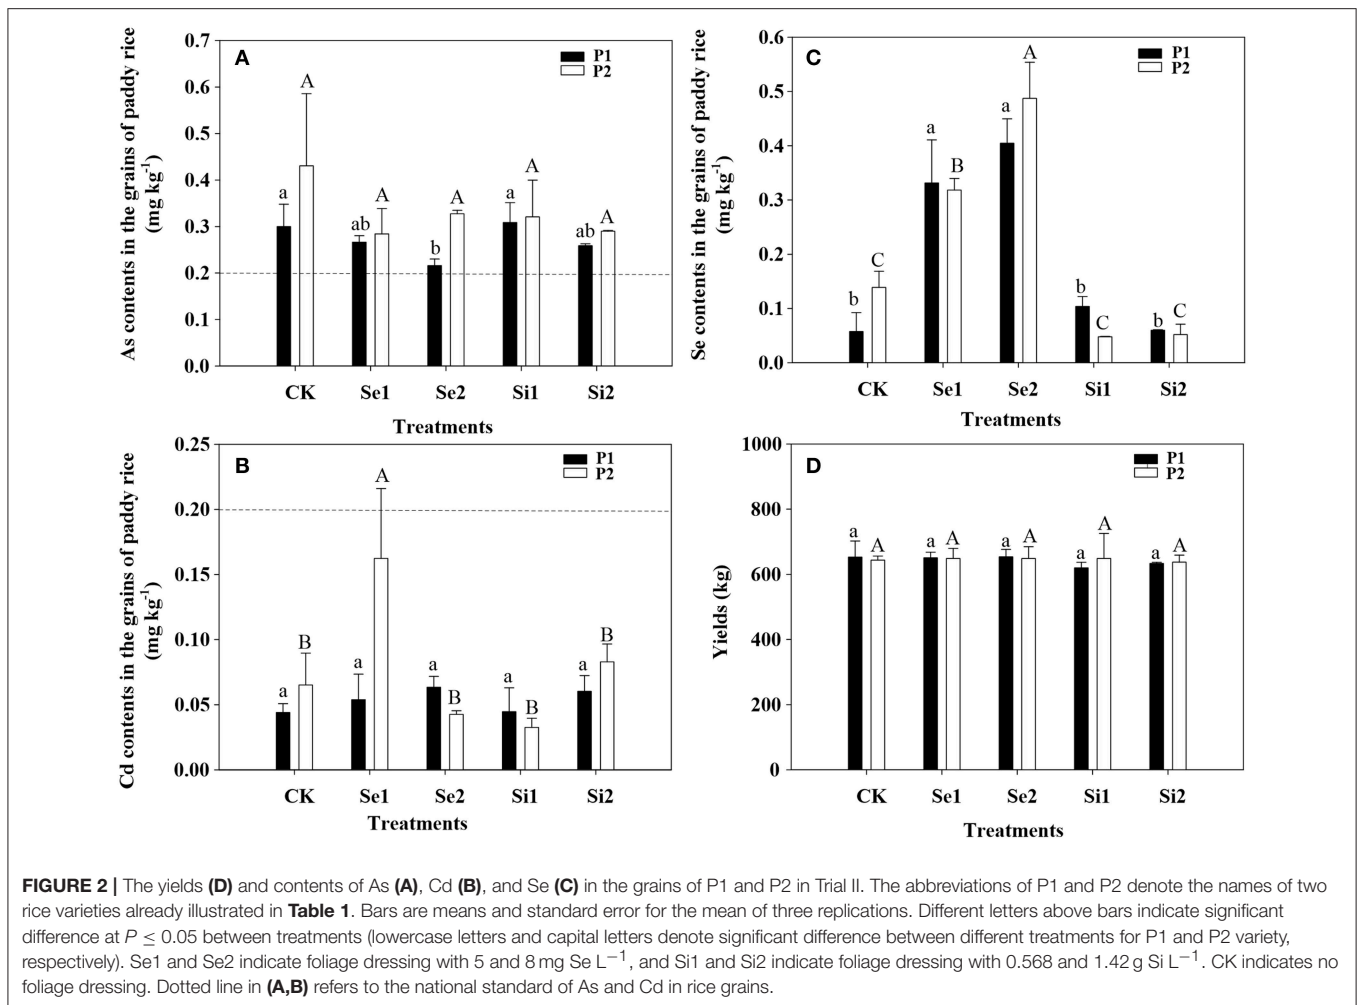 A
P1
P2
As contents in the grains of paddy rice
(mg kg⁻¹)
0.7
0.6
0.5
0.4
0.3
0.2
0.1
0.0
a A ab A b A a A ab A
CK Se1 Se2 Si1 Si2
Treatments
C
P1
P2
Se contents in the grains of paddy rice
(mg kg⁻¹)
0.6
0.5
0.4
0.3
0.2
0.1
0.0
b C a B a A b C b C
CK Se1 Se2 Si1 Si2
Treatments
B
P1
P2
Cd contents in the grains of paddy rice
(mg kg⁻¹)
0.25
0.20
0.15
0.10
0.05
0.00
a B a A a B a B a B
CK Se1 Se2 Si1 Si2
Treatments
D
P1
P2
Yields (kg)
1000
800
600
400
200
0
a A a A a A a A a A
CK Se1 Se2 Si1 Si2
Treatments
FIGURE 2 | The yields (D) and contents of As (A), Cd (B), and Se (C) in the grains of P1 and P2 in Trial II. The abbreviations of P1 and P2 denote the names of two
rice varieties already illustrated in Table 1. Bars are means and standard error for the mean of three replications. Different letters above bars indicate significant
difference at P ≤ 0.05 between treatments (lowercase letters and capital letters denote significant difference between different treatments for P1 and P2 variety,
respectively). Se1 and Se2 indicate foliage dressing with 5 and 8 mg Se L⁻¹, and Si1 and Si2 indicate foliage dressing with 0.568 and 1.42 g Si L⁻¹. CK indicates no
foliage dressing. Dotted line in (A,B) refers to the national standard of As and Cd in rice grains.